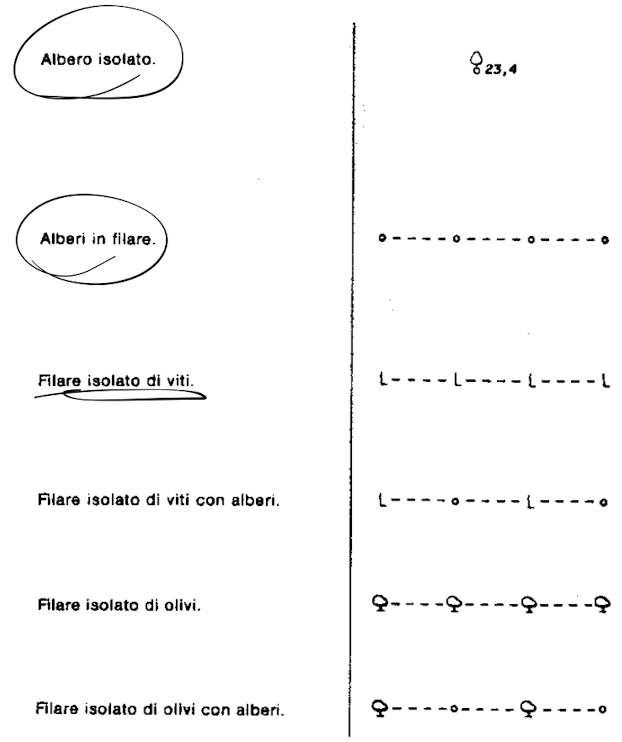 Albero isolato.
23,4
Alberi in filare.
Filare isolato di viti.
L L L L
Filare isolato di viti con alberi.
L L
Filare isolato di olivi.
Filare isolato di olivi con alberi.